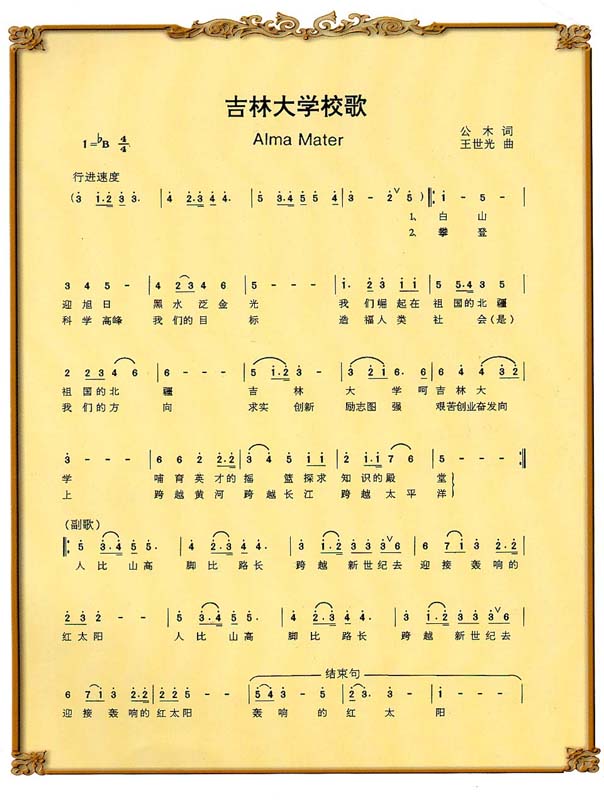 吉林大学校歌
Alma Mater
1=♭B 4/4
公木 词
王世光 曲
行进速度
1、白 山
2、攀 登
迎 旭 日 黑 水 泛 金 光 我 们 崛 起 在 祖 国 的 北 疆
科 学 高 峰 我 们 的 目 标 造 福 人 类 社 会(是)
祖 国 的 北 疆 吉 林 大 学 呵 吉 林 大
我 们 的 方 向 求 实 创 新 励 志 图 强 艰 苦 创 业 奋 发 向
学 哺 育 英 才 的 摇 篮 探 求 知 识 的 殿 堂
上 跨 越 黄 河 跨 越 长 江 跨 越 太 平 洋
(副歌)
人 比 山 高 脚 比 路 长 跨 越 新 世 纪 去 迎 接 轰 响 的
红 太 阳 人 比 山 高 脚 比 路 长 跨 越 新 世 纪 去
结束句
迎 接 轰 响 的 红 太 阳 轰 响 的 红 太 阳